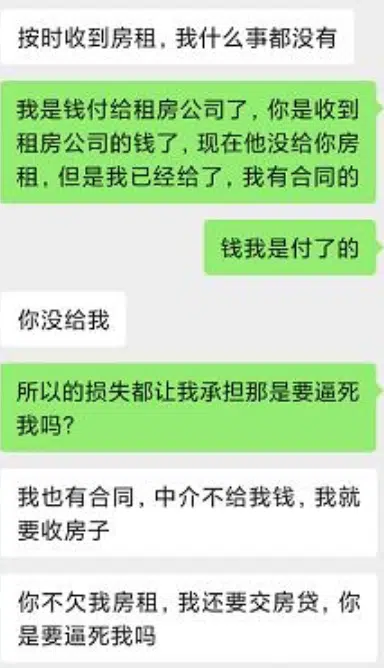 按时收到房租，我什么事都没有
我是钱付给租房公司了，你是收到
租房公司的钱了，现在他没给你房
租，但是我已经给了，我有合同的
钱我是付了的
你没给我
所以的损失都让我承担那是要逼死
我吗？
我也有合同，中介不给我钱，我就
要收房子
你不欠我房租，我还要交房贷，你
是要逼死我吗